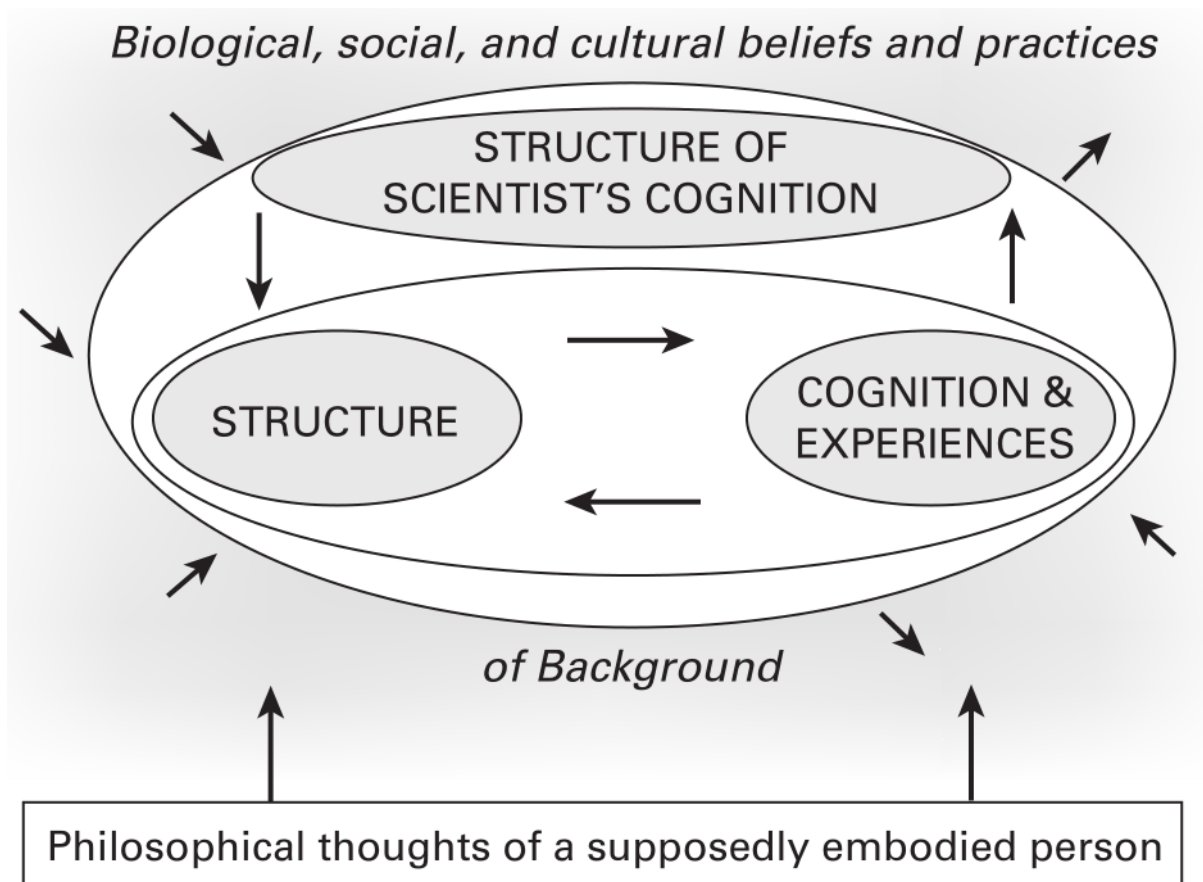 Biological, social, and cultural beliefs and practices
STRUCTURE OF
SCIENTIST'S COGNITION
STRUCTURE
COGNITION &
EXPERIENCES
of Background
Philosophical thoughts of a supposedly embodied person